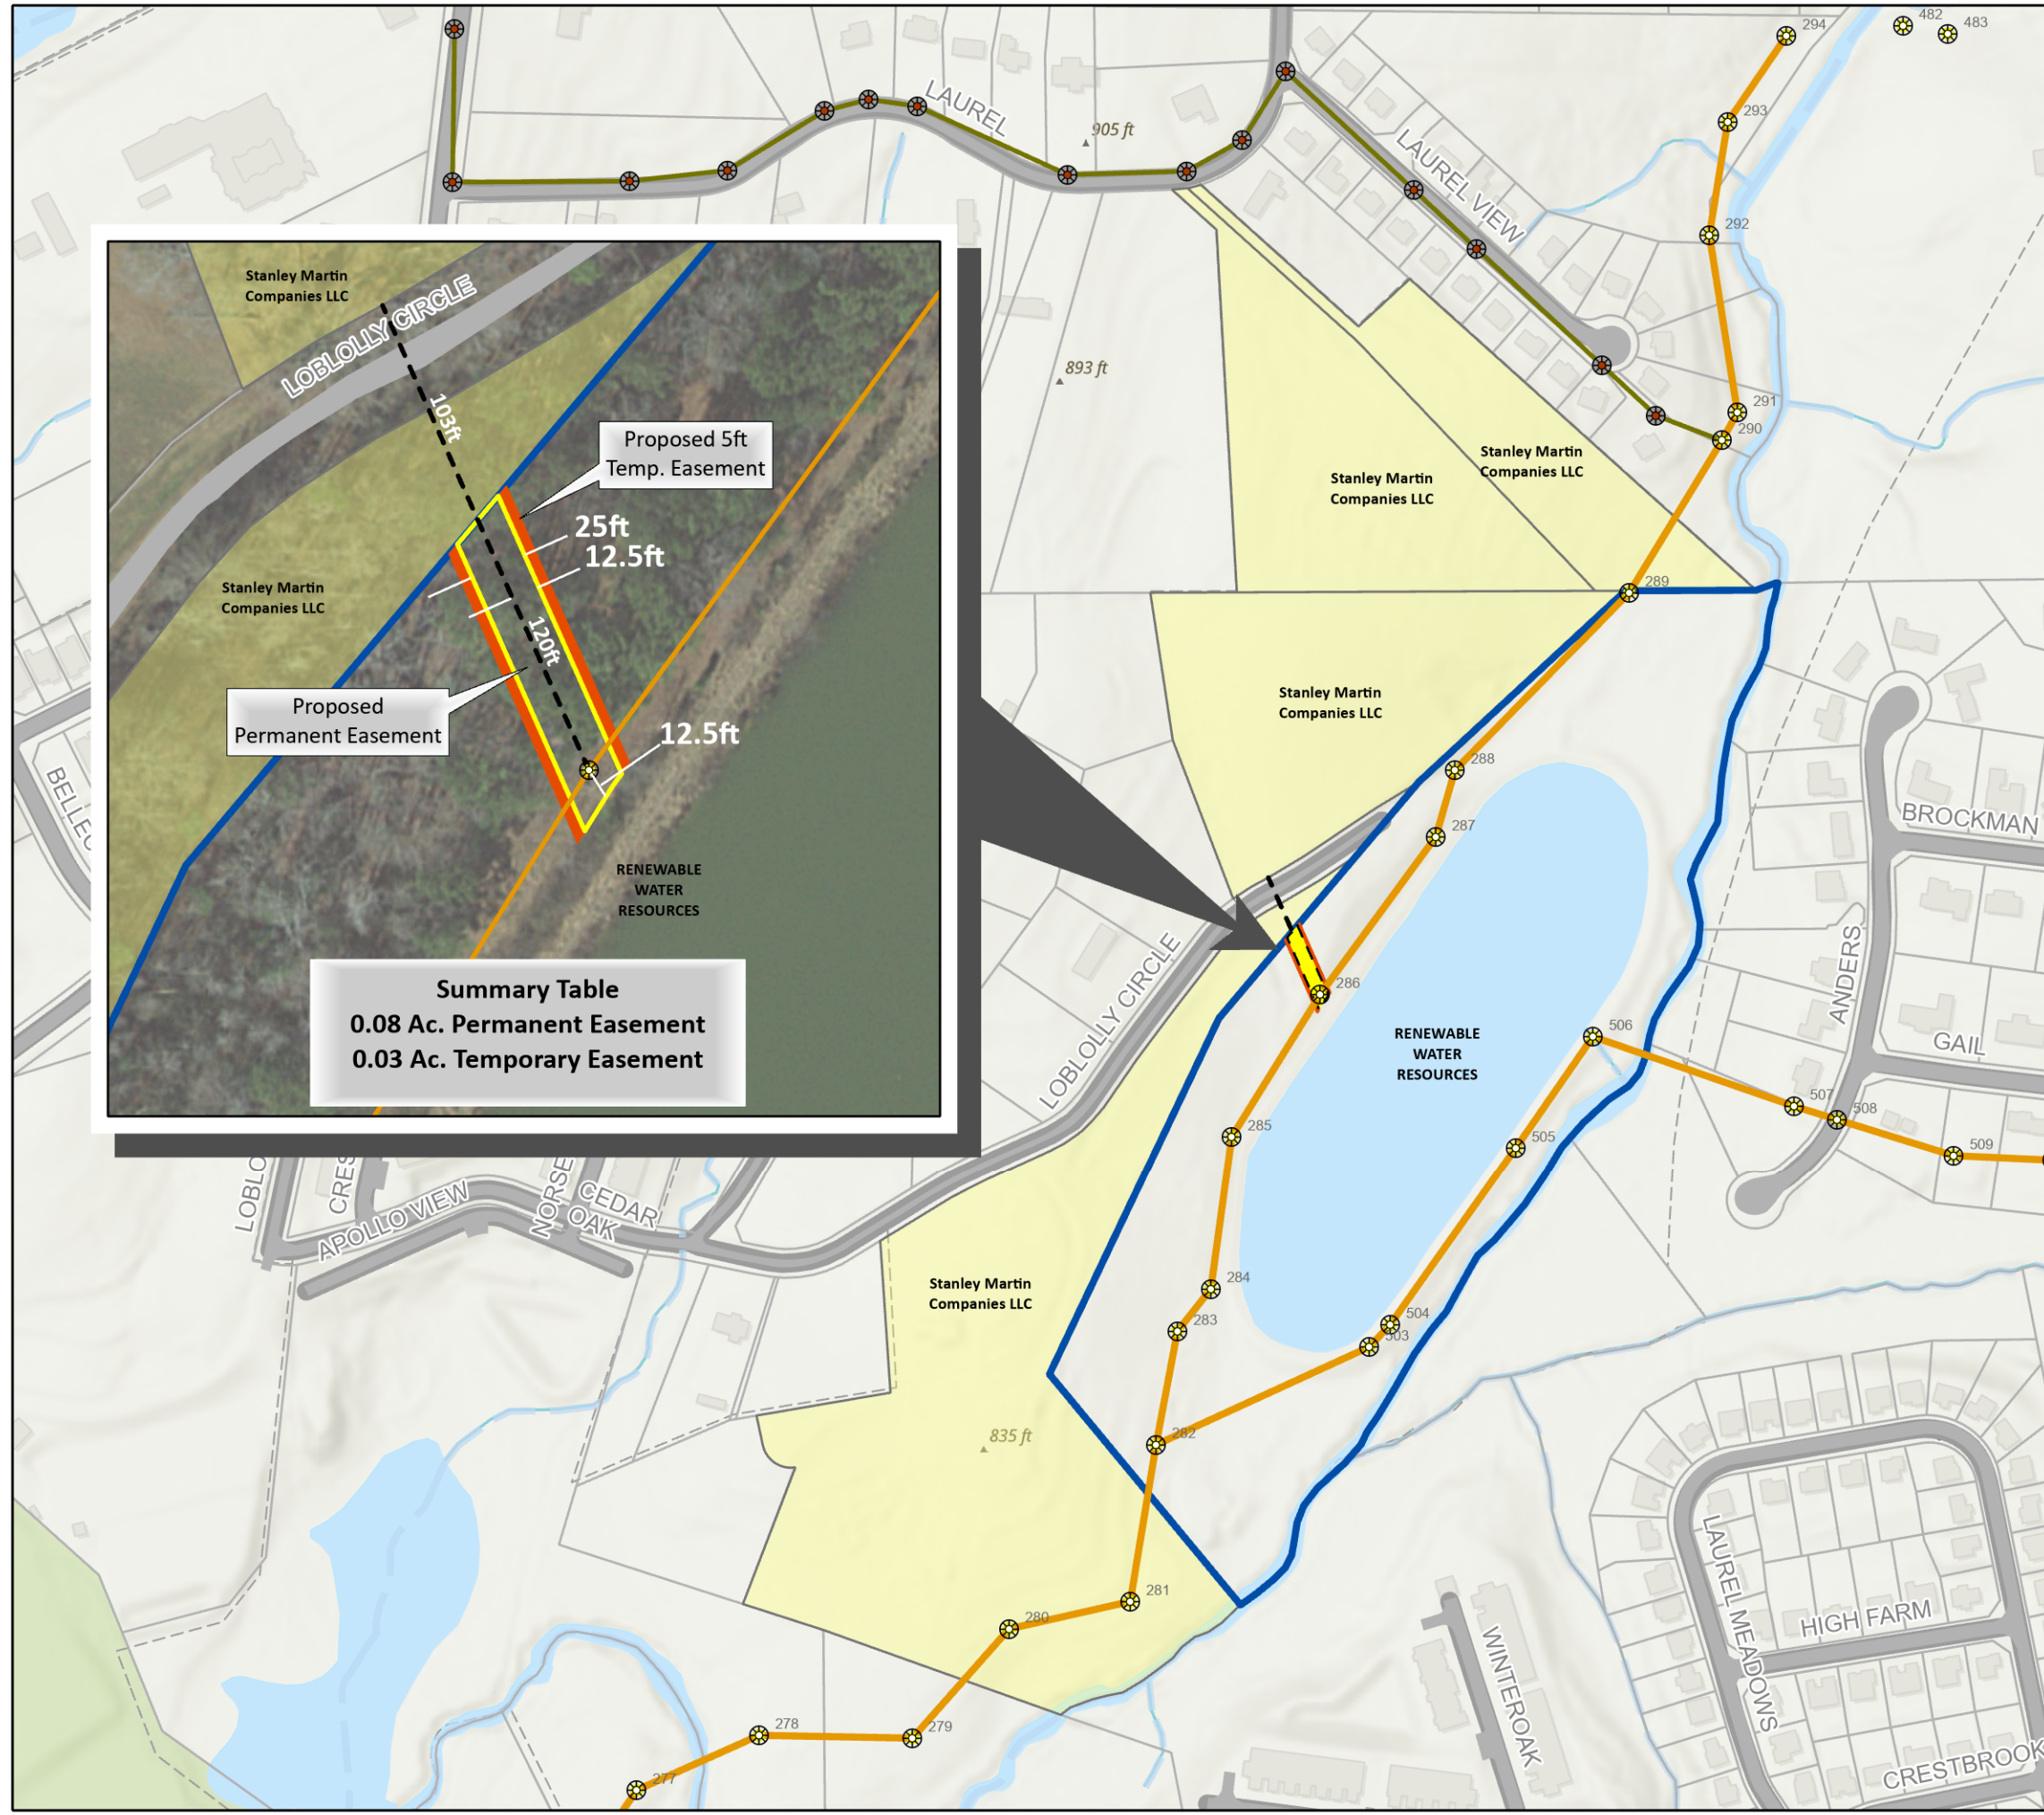 294
482
483
293
LAUREL
905 ft
LAUREL VIEW
292
893 ft
291
290
Stanley Martin
Companies LLC
Stanley Martin
Companies LLC
289
Stanley Martin
Companies LLC
288
287
BROCKMAN
286
LOBLOLLY CIRCLE
RENEWABLE
WATER
RESOURCES
ANDERS
506
GAIL
507
508
509
285
505
284
504
503
283
282
Stanley Martin
Companies LLC
835 ft
281
280
279
278
277
LAUREL MEADOWS
HIGH FARM
WINTEROAK
CRESTBROOK
APOLLO VIEW
CEDAR
OAK
NORSE
CRES
LOBLO
Stanley Martin
Companies LLC
LOBLOLLY CIRCLE
103ft
Proposed 5ft
Temp. Easement
25ft
12.5ft
Stanley Martin
Companies LLC
120ft
Proposed
Permanent Easement
12.5ft
RENEWABLE
WATER
RESOURCES
Summary Table
0.08 Ac. Permanent Easement
0.03 Ac. Temporary Easement